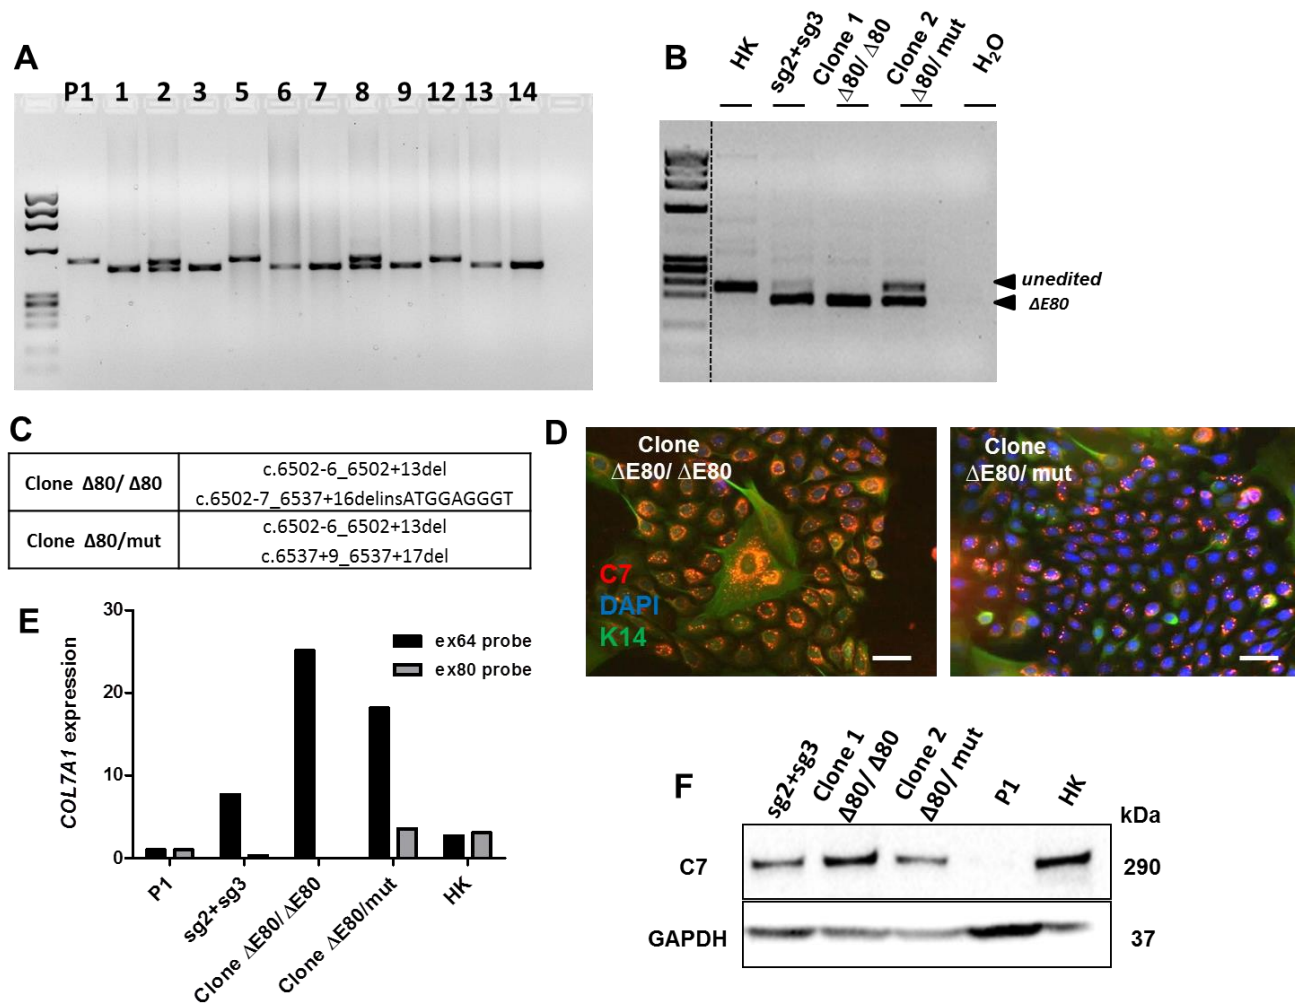 A
P1 1 2 3 5 6 7 8 9 12 13 14
B
HK
sg2+sg3
Clone 1
Δ80/ Δ80
Clone 2
Δ80/ mut
H2O
unedited
ΔE80
C
Clone Δ80/ Δ80
c.6502-6_6502+13del
c.6502-7_6537+16delinsATGGAGGGT
Clone Δ80/mut
c.6502-6_6502+13del
c.6537+9_6537+17del
D
Clone
ΔE80/ ΔE80
C7
DAPI
K14
Clone
ΔE80/ mut
E
COL7A1 expression
30
20
10
0
ex64 probe
ex80 probe
P1
sg2+sg3
Clone ΔE80/ ΔE80
Clone ΔE80/mut
HK
F
sg2+sg3
Clone 1
Δ80/ Δ80
Clone 2
Δ80/ mut
P1
HK
kDa
C7
290
GAPDH
37